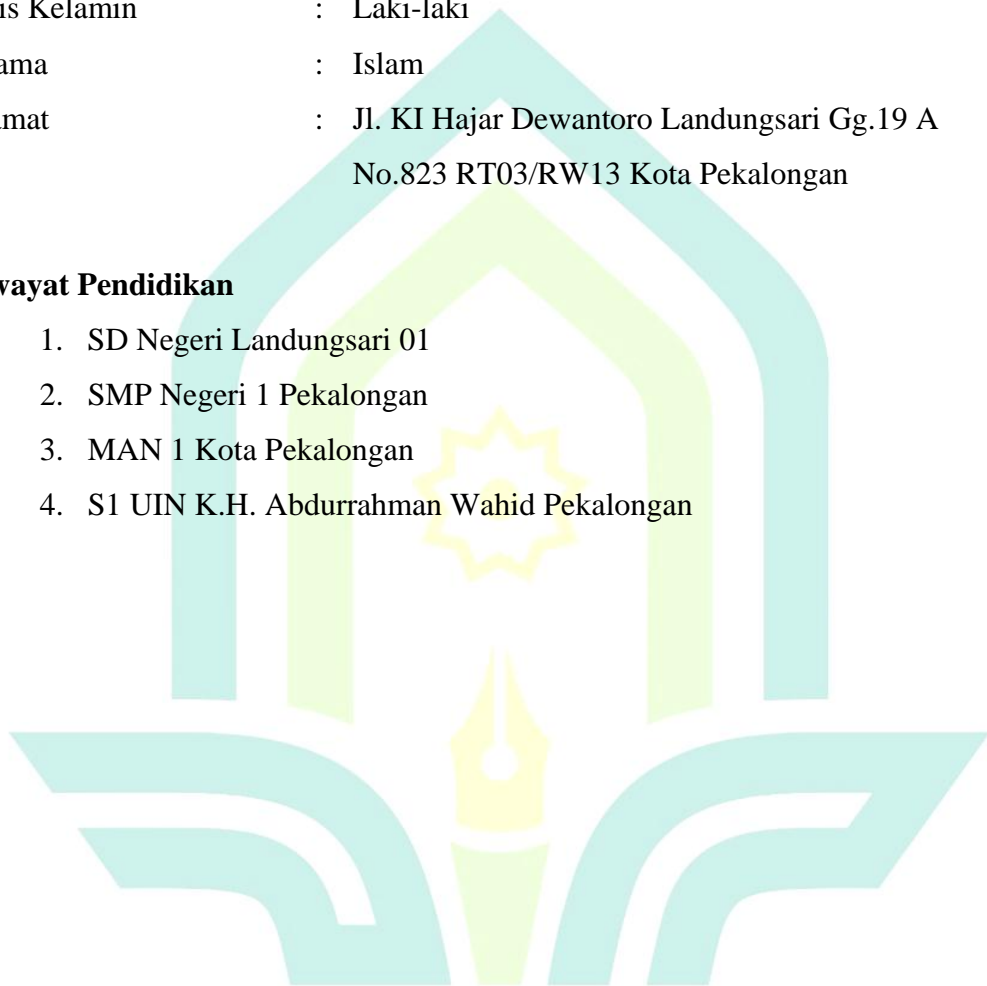 is Kelamin : Laki-laki
ama : Islam
mat : Jl. KI Hajar Dewantoro Landungsari Gg.19 A
No.823 RT03/RW13 Kota Pekalongan
wayat Pendidikan
1. SD Negeri Landungsari 01
2. SMP Negeri 1 Pekalongan
3. MAN 1 Kota Pekalongan
4. S1 UIN K.H. Abdurrahman Wahid Pekalongan